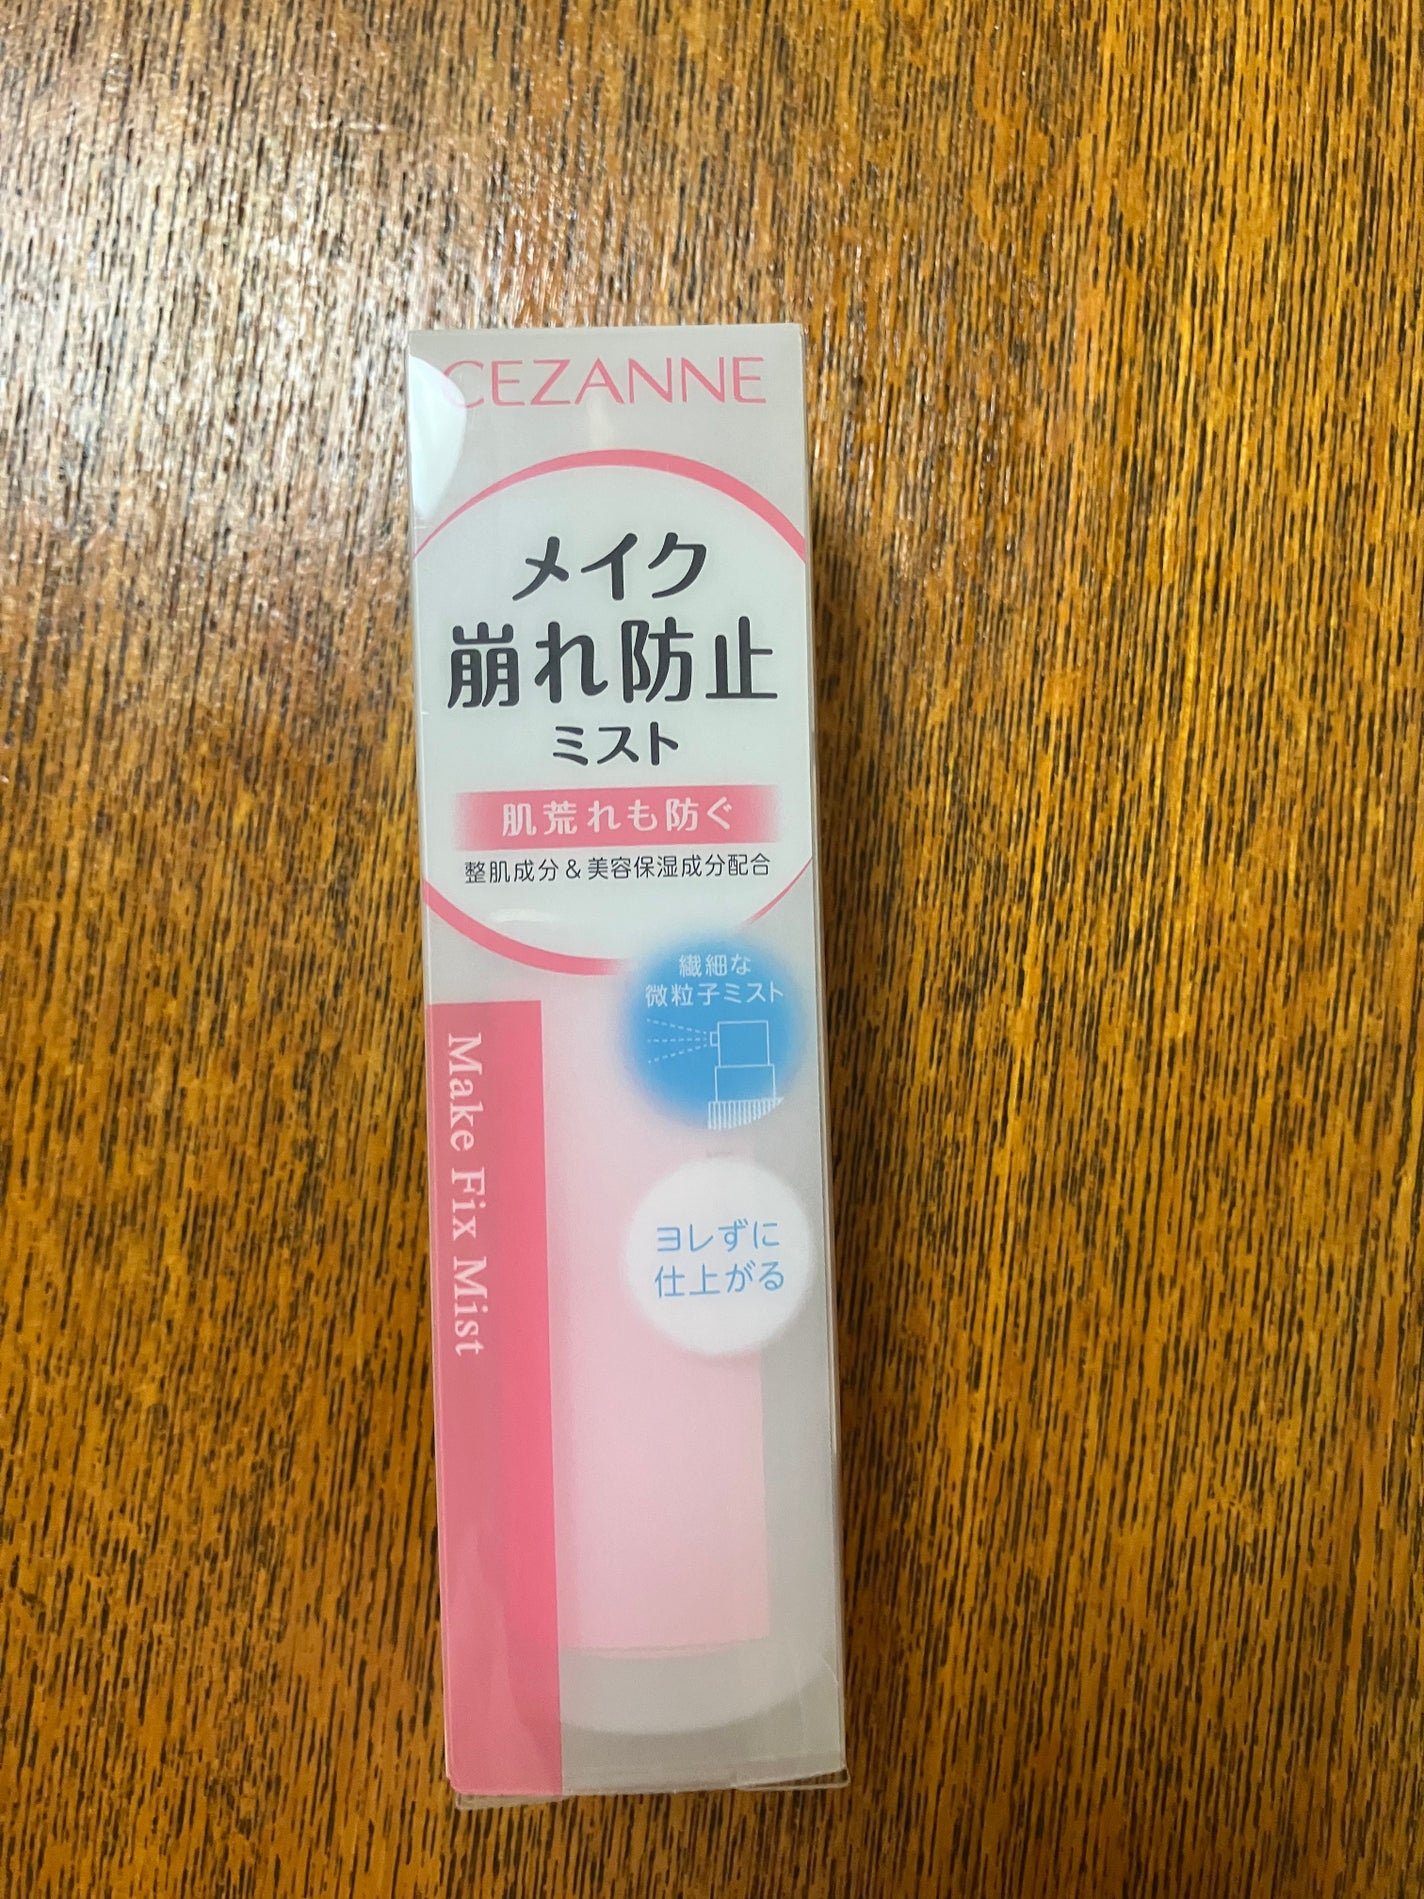 CEZANNE
メイク
崩れ防止
ミスト
肌荒れも防ぐ
整肌成分&美容保湿成分配合
繊細な
微粒子ミスト
Make Fix Mist
ヨレずに
仕上がる